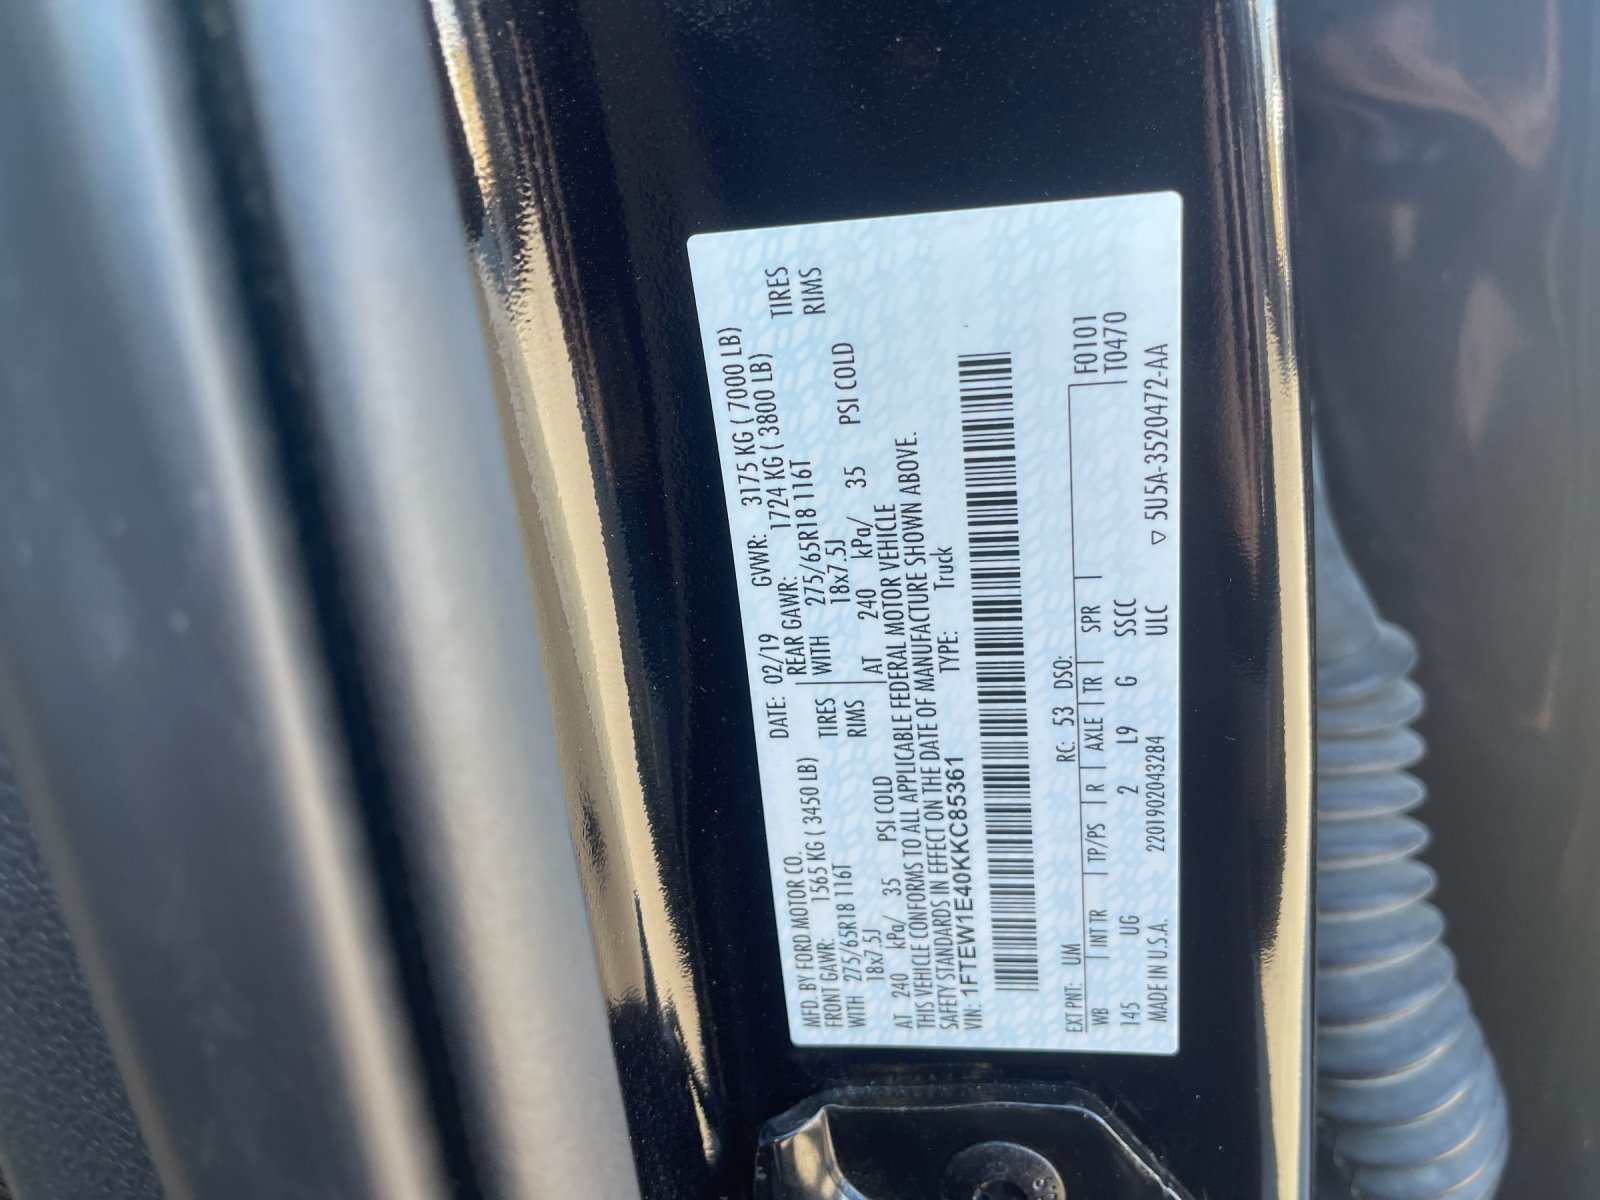 MFD. BY FORD MOTOR CO. DATE: 02/19 GVWR: 3175 KG ( 7000 LB)
FRONT GAWR: 1565 KG ( 3450 LB) REAR GAWR: 1724 KG ( 3800 LB)
WITH 275/65R18 116T TIRES WITH 275/65R18 116T TIRES
18x7.5J RIMS 18x7.5J RIMS
AT 240 kPa/ 35 PSI COLD AT 240 kPa/ 35 PSI COLD
THIS VEHICLE CONFORMS TO ALL APPLICABLE FEDERAL MOTOR VEHICLE
SAFETY STANDARDS IN EFFECT ON THE DATE OF MANUFACTURE SHOWN ABOVE.
VIN: 1FTEW1E40KKC85361 TYPE: Truck
EXT PNT: UM RC: 53 DSO: F0101
WB INT TR TP/PS R AXLE TR SPR T0470
145 UG 2 L9 G SSCC
MADE IN U.S.A. 2201902043284 ULC ▽ 5U5A-3520472-AA